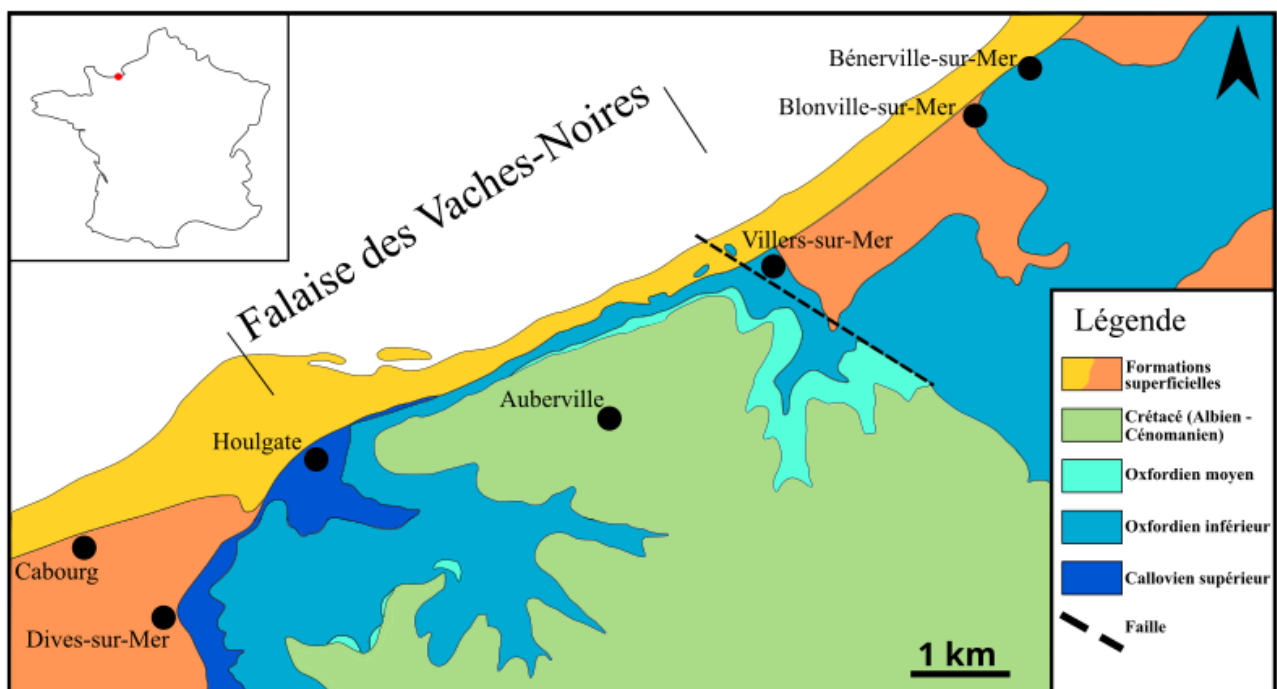 Bénerville-sur-Mer
Blonville-sur-Mer
Falaise des Vaches-Noires
Villers-sur-Mer
Auberville
Houlgate
Cabourg
Dives-sur-Mer
1 km
Légende
Formations
superficielles
Crétacé (Albien -
Cénomanien)
Oxfordien moyen
Oxfordien inférieur
Callovien supérieur
Faille